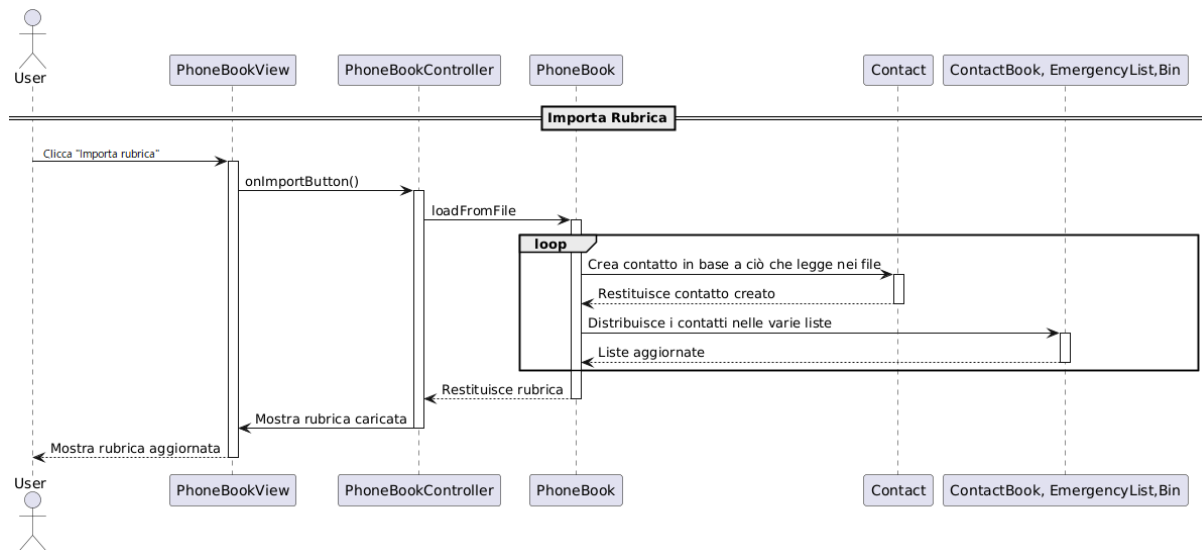 User
PhoneBookView
PhoneBookController
PhoneBook
Contact
ContactBook, EmergencyList,Bin
Importa Rubrica
Clicca "Importa rubrica"
onImportButton()
loadFromFile
loop
Crea contatto in base a ciò che legge nei file
Restituisce contatto creato
Distribuisce i contatti nelle varie liste
Liste aggiornate
Restituisce rubrica
Mostra rubrica caricata
Mostra rubrica aggiornata
User
PhoneBookView
PhoneBookController
PhoneBook
Contact
ContactBook, EmergencyList,Bin